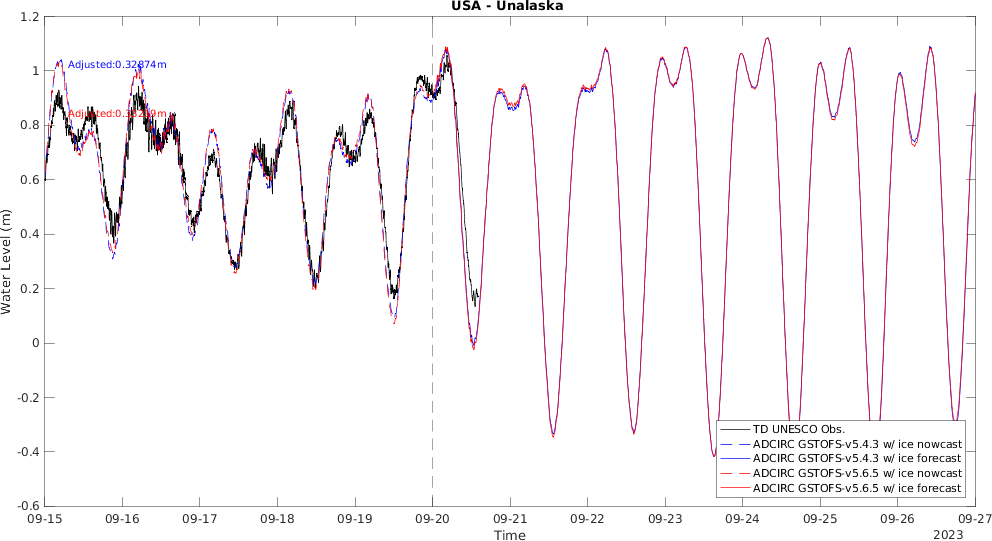 USA - Unalaska
1.2
1
0.8
0.6
0.4
0.2
0
-0.2
-0.4
-0.6
Water Level (m)
Adjusted:0.32874m
TD UNESCO Obs.
ADCIRC GSTOFS-v5.4.3 w/ ice nowcast
ADCIRC GSTOFS-v5.4.3 w/ ice forecast
ADCIRC GSTOFS-v5.6.5 w/ ice nowcast
ADCIRC GSTOFS-v5.6.5 w/ ice forecast
09-15 09-16 09-17 09-18 09-19 09-20 09-21 09-22 09-23 09-24 09-25 09-26 09-27
Time
2023